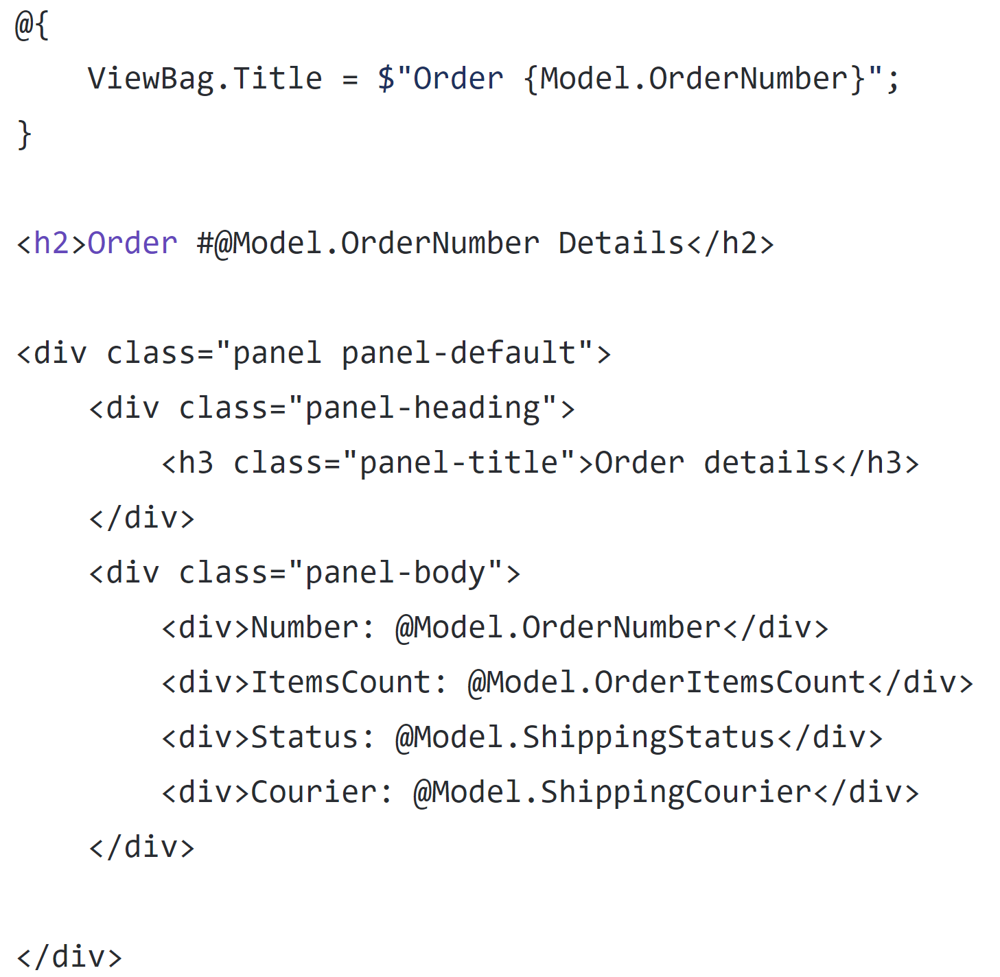 @{
    ViewBag.Title = $"Order {Model.OrderNumber}";
}
<h2>Order #@Model.OrderNumber Details</h2>
<div class="panel panel-default">
    <div class="panel-heading">
        <h3 class="panel-title">Order details</h3>
    </div>
    <div class="panel-body">
        <div>Number: @Model.OrderNumber</div>
        <div>ItemsCount: @Model.OrderItemsCount</div>
        <div>Status: @Model.ShippingStatus</div>
        <div>Courier: @Model.ShippingCourier</div>
    </div>
</div>